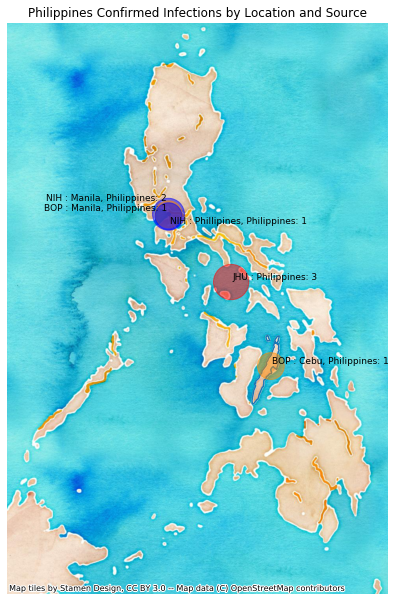 Philippines Confirmed Infections by Location and Source
NIH : Manila, Philippines: 2
BOP : Manila, Philippines: 1
NIH : Phillipines, Philippines: 1
JHU : Philippines: 3
BOP : Cebu, Philippines: 1
Map tiles by Stamen Design, CC BY 3.0 -- Map data (C) OpenStreetMap contributors